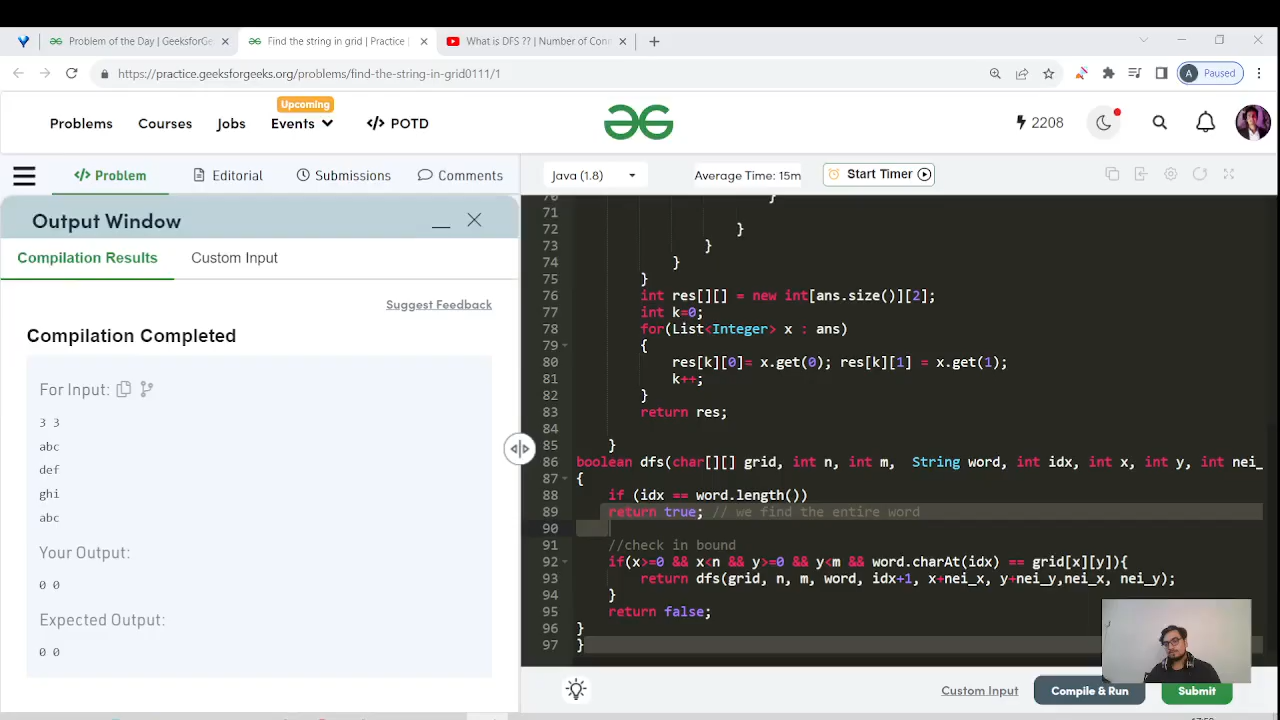 Problem of the Day | GeeksforGe
Find the string in grid | Practice |
What is DFS ?? | Number of Con
https://practice.geeksforgeeks.org/problems/find-the-string-in-grid0111/1
A Paused
Upcoming
Problems Courses Jobs Events </> POTD
2208
</> Problem Editorial Submissions Comments
Java (1.8) Average Time: 15m Start Timer
Output Window
Compilation Results Custom Input
Suggest Feedback
Compilation Completed
For Input:
3 3
abc
def
ghi
abc
Your Output:
0 0
Expected Output:
0 0
70 }
71
72 }
73 }
74 }
75 }
76 int res[][] = new int[ans.size()][2];
77 int k=0;
78 for(List<Integer> x : ans)
79 {
80 res[k][0]= x.get(0); res[k][1] = x.get(1);
81 k++;
82 }
83 return res;
84
85 }
86 boolean dfs(char[][] grid, int n, int m,  String word, int idx, int x, int y, int nei_
87 {
88 if (idx == word.length())
89 return true; // we find the entire word
90
91 //check in bound
92 if(x>=0 && x<n && y>=0 && y<m && word.charAt(idx) == grid[x][y]){
93 return dfs(grid, n, m, word, idx+1, x+nei_x, y+nei_y,nei_x, nei_y);
94 }
95 return false;
96 }
97 }
Custom Input Compile & Run Submit